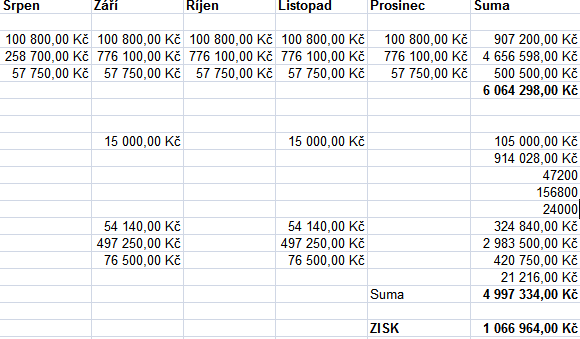 Srpen Září Říjen Listopad Prosinec Suma
100 800,00 Kč 100 800,00 Kč 100 800,00 Kč 100 800,00 Kč 100 800,00 Kč 907 200,00 Kč
258 700,00 Kč 776 100,00 Kč 776 100,00 Kč 776 100,00 Kč 776 100,00 Kč 4 656 598,00 Kč
57 750,00 Kč 57 750,00 Kč 57 750,00 Kč 57 750,00 Kč 57 750,00 Kč 500 500,00 Kč
6 064 298,00 Kč
15 000,00 Kč 15 000,00 Kč 105 000,00 Kč
914 028,00 Kč
47200
156800
24000
54 140,00 Kč 54 140,00 Kč 324 840,00 Kč
497 250,00 Kč 497 250,00 Kč 2 983 500,00 Kč
76 500,00 Kč 76 500,00 Kč 420 750,00 Kč
21 216,00 Kč
Suma 4 997 334,00 Kč
ZISK 1 066 964,00 Kč